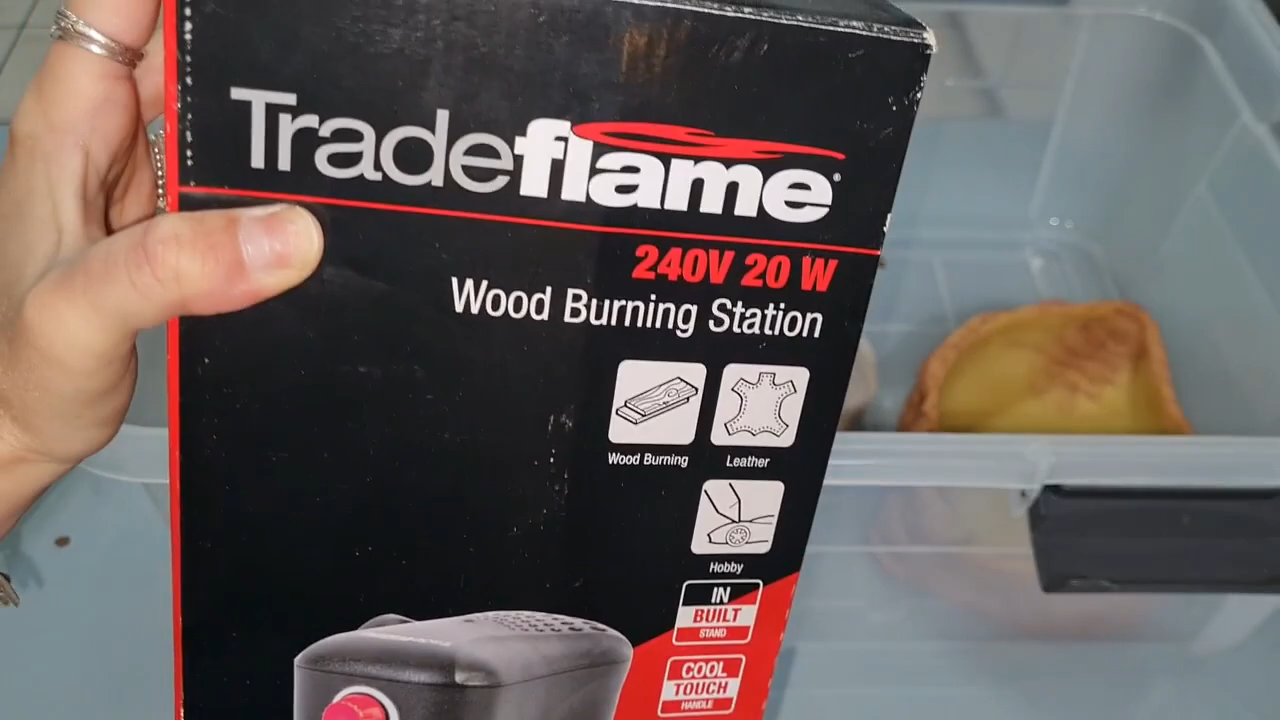 Tradeflame®
240V 20 W
Wood Burning Station
Wood Burning
Leather
Hobby
IN
BUILT
STAND
COOL
TOUCH
HANDLE